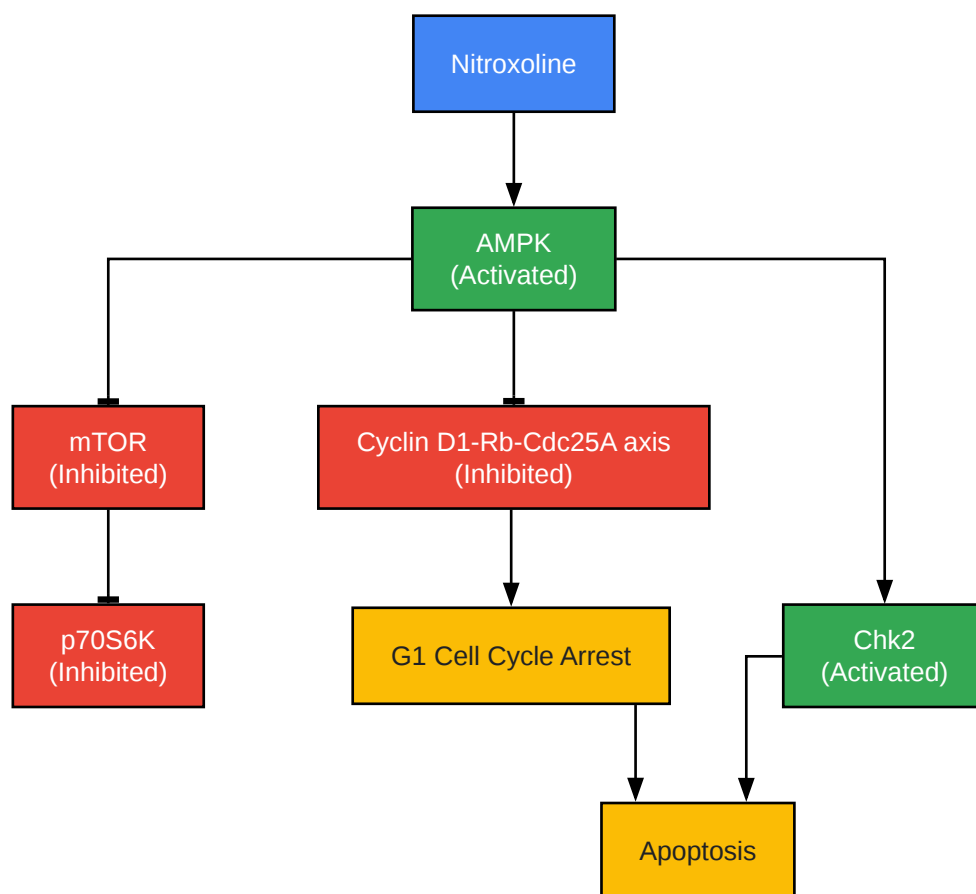 Nitroxoline
AMPK
(Activated)
mTOR
(Inhibited)
Cyclin D1-Rb-Cdc25A axis
(Inhibited)
p70S6K
(Inhibited)
G1 Cell Cycle Arrest
Chk2
(Activated)
Apoptosis